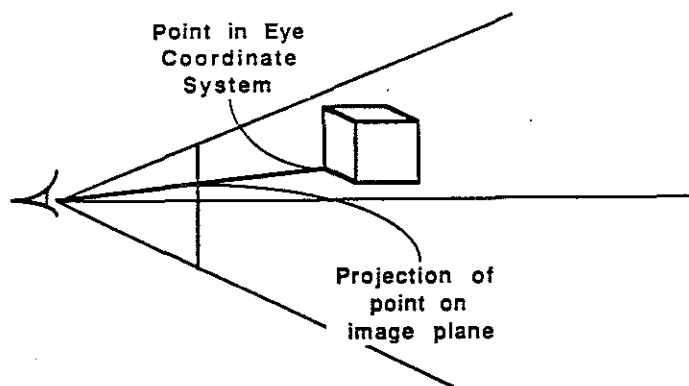 Point in Eye
Coordinate
System
Projection of
point on
image plane